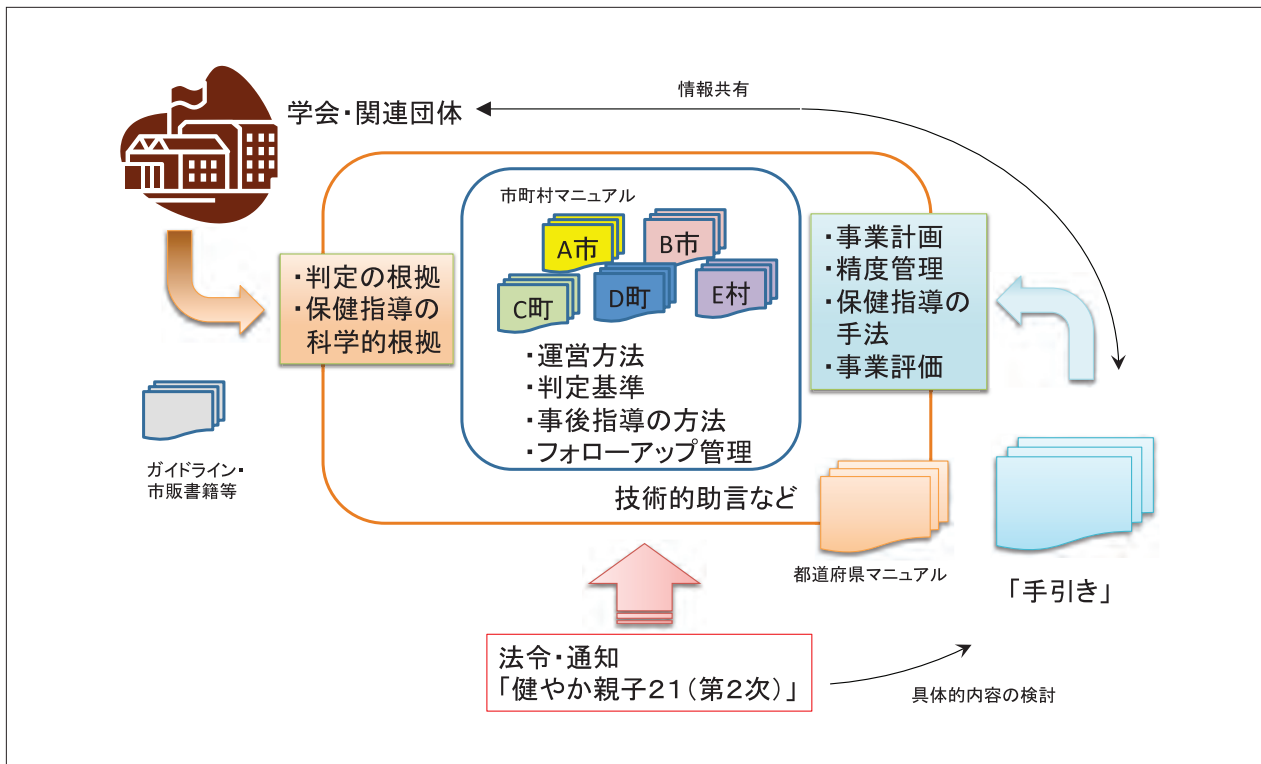 情報共有
学会・関連団体
市町村マニュアル
A市
B市
C町
D町
E村
・運営方法
・判定基準
・事後指導の方法
・フォローアップ管理
・判定の根拠
・保健指導の
科学的根拠
・事業計画
・精度管理
・保健指導の
手法
・事業評価
ガイドライン・
市販書籍等
技術的助言など
都道府県マニュアル
「手引き」
法令・通知
「健やか親子21(第2次)」
具体的内容の検討